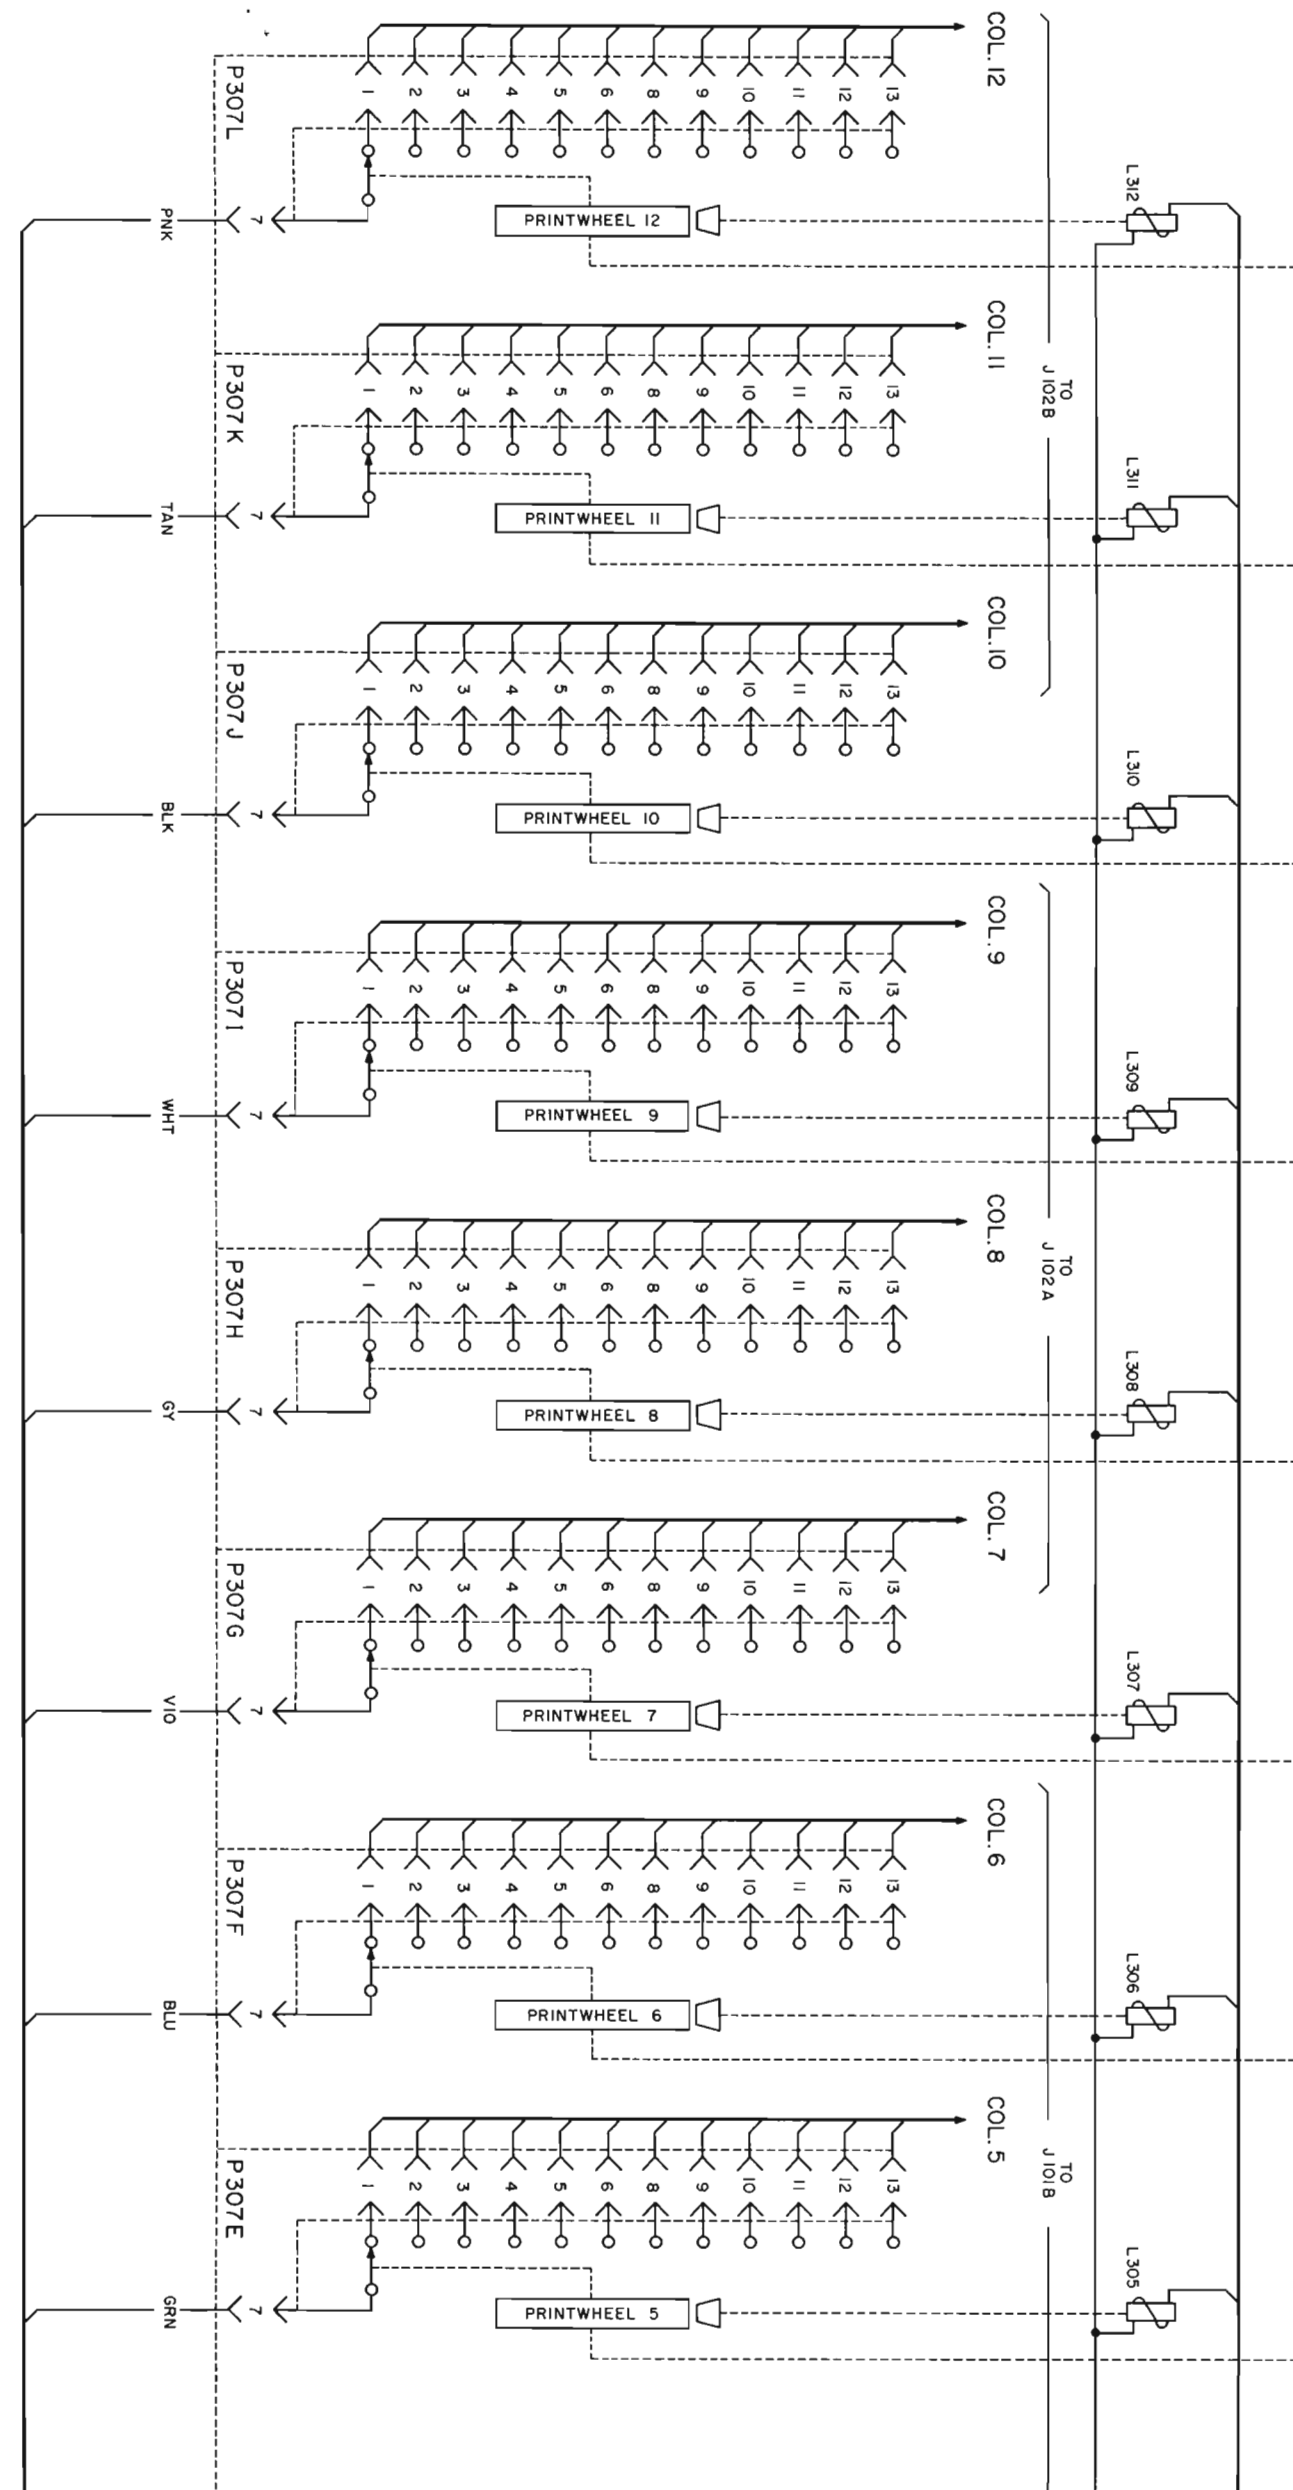 COL. 12
P307L
1 2 3 4 5 6 8 9 10 11 12 13
7
PNK
PRINTWHEEL 12
L312
COL. 11
P307K
1 2 3 4 5 6 8 9 10 11 12 13
7
TAN
PRINTWHEEL 11
L311
TO
J102B
COL. 10
P307J
1 2 3 4 5 6 8 9 10 11 12 13
7
BLK
PRINTWHEEL 10
L310
COL. 9
P307I
1 2 3 4 5 6 8 9 10 11 12 13
7
WHT
PRINTWHEEL 9
L309
COL. 8
P307H
1 2 3 4 5 6 8 9 10 11 12 13
7
GY
PRINTWHEEL 8
L308
TO
J102A
COL. 7
P307G
1 2 3 4 5 6 8 9 10 11 12 13
7
VIO
PRINTWHEEL 7
L307
COL. 6
P307F
1 2 3 4 5 6 8 9 10 11 12 13
7
BLU
PRINTWHEEL 6
L306
COL. 5
P307E
1 2 3 4 5 6 8 9 10 11 12 13
7
GRN
PRINTWHEEL 5
L305
TO
J101B